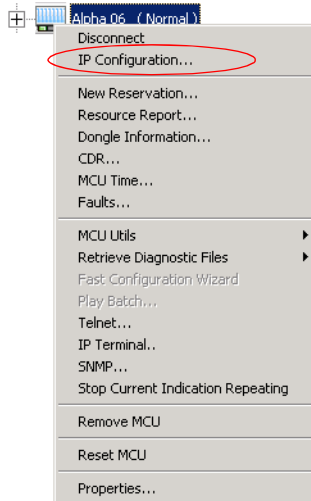 Alpha 06 (Normal)
Disconnect
IP Configuration...
New Reservation...
Resource Report...
Dongle Information...
CDR...
MCU Time...
Faults...
MCU Utils
Retrieve Diagnostic Files
Fast Configuration Wizard
Play Batch...
Telnet...
IP Terminal..
SNMP...
Stop Current Indication Repeating
Remove MCU
Reset MCU
Properties...